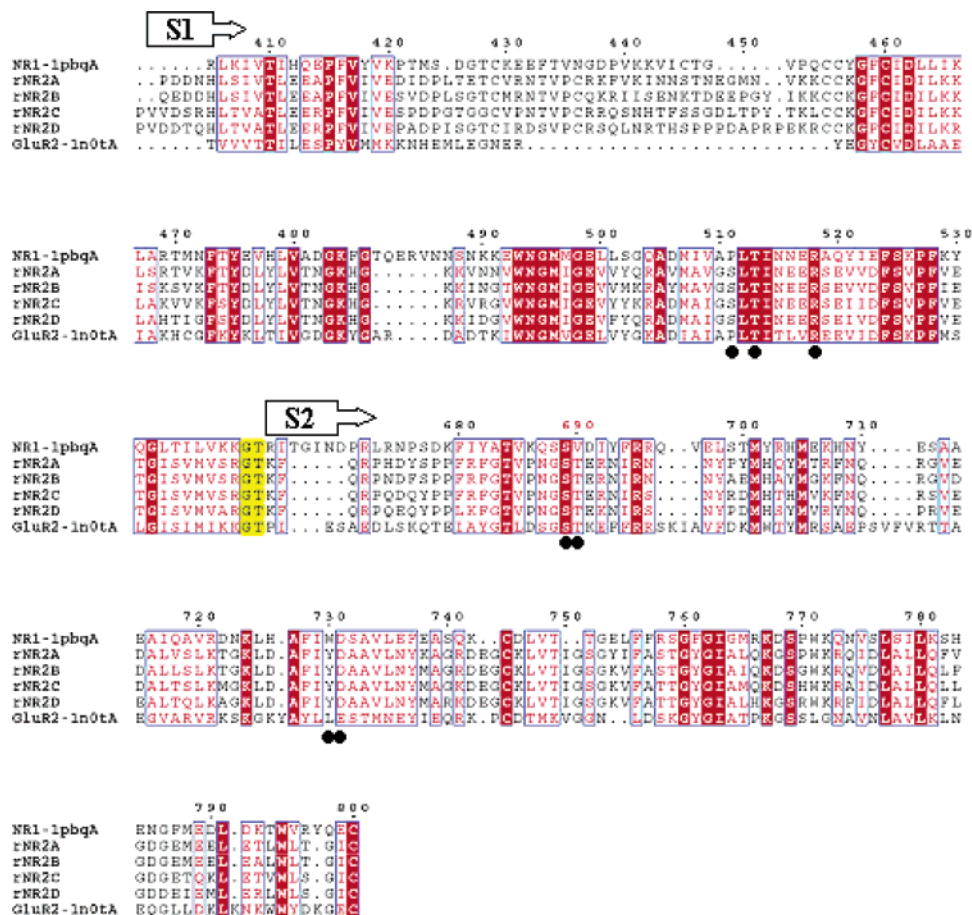 S1
410 420 430 440 450 460
NR1-1pbqA ......RLKIVTIHQEPFVYVKPTMS.DGTCKEEFTVNGDPVKKVICTG......VPQCCYGFCIDLLIK
rNR2A ..PDDNHLSIVTLEEAPFVIVEDIDPLTETCVRNTVPCRKFVKINNSTNEGMN..VKKCCKGFCIDILKK
rNR2B ..QEDDHLSIVTLEEAPFVIVESVDPLSGTCMRNTVPCQKRIISENKTDEEPGY.IKKCCKGFCIDILKK
rNR2C PVVDSRHLTVATLEERPFVIVESPDPGTGGCVPNTVPCRRQSNHTFSSGDLTPY.TKLCCKGFCIDILKK
rNR2D PVDDTQHLTVATLEERPFVIVEPADPISGTCIRDSVPCRSQLNRTHSPPPDAPRPEKRCCKGFCIDILKR
GluR2-1n0tA ......TVVVTTILESPYVMMKKNHEMLEGNER..........................YEGYCVDLAAE
470 480 490 500 510 520 530
NR1-1pbqA LARTMNFTYEVHLVADGKFGTQERVNNSNKKEWNGMMGELLSGQADMIVAPLTINNERAQYIEFSKPFKY
rNR2A LSRTVKFTYDLYLVTNGKHG......KKVNNVWNGMIGEVVYQRAVMAVGSLTINEERSEVVDFSVPFVE
rNR2B ISKSVKFTYDLYLVTNGKHG......KKINGTWNGMIGEVVMKRAYMAVGSLTINEERSEVVDFSVPFIE
rNR2C LAKVVKFSYDLYLVTNGKHG......KRVRGVWNGMIGEVYYKRADMAIGSLTINEERSEIIDFSVPFVE
rNR2D LAHTIGFSYDLYLVTNGKHG......KKIDGVWNGMIGEVFYQRADMAIGSLTINEERSEIVDFSVPFVE
GluR2-1n0tA IAKHCGFKYKLTIVGDGKYGAR....DADTKIWNGMVGELVYGKADIAIAPLTITLVREEVIDFSKPFMS
S2
680 690 700 710
NR1-1pbqA QGLTILVKKGTRITGINDPRLRNPSDKFIYATVKQSSVDIYFRRQ..VELSTMYRHMEKHNY....ESAA
rNR2A TGISVMVSRGTKF.....QRPHDYSPPFRFGTVPNGSTERNIRN....NYPYMHQYMTRFNQ....RGVE
rNR2B TGISVMVSRGTKF.....QRPNDFSPPFRFGTVPNGSTERNIRN....NYAEMHAYMGKFNQ....RGVD
rNR2C TGISVMVSRGTKF.....QRPQDQYPPFRFGTVPNGSTERNIRS....NYRDMHTHMVKFNQ....RSVE
rNR2D TGISVMVARGTKF.....QRPQEQYPPLKFGTVPNGSTEKNIRS....NYPDMHSYMVRYNQ....PRVE
GluR2-1n0tA LGISIMIKKGTPI...ESAEDLSKQTEIAYGTLDSGSTKEFFRRSKIAVFDKMWTYMRSAEPSVFVRTTA
720 730 740 750 760 770 780
NR1-1pbqA EAIQAVRDNKLH.AFIWDSAVLEFEASQK..CDLVTT.TGELFFRSGFGIGMRKDSPWKQNVSLSILKSH
rNR2A DALVSLKTGKLD.AFIYDAAVLNYKAGRDEGCKLVTIGSGYIFASTGYGIALQKGSPWKRQIDLALLQFV
rNR2B DALLSLKTGKLD.AFIYDAAVLNYMAGRDEGCKLVTIGSGKVFASTGYGIAIQKDSGWKRQVDLAILQLF
rNR2C DALTSLKMGKLD.AFIYDAAVLNYMAGKDEGCKLVTIGSGKVFATTGYGIAMQKDSHWKRAIDLALLQLL
rNR2D EALTQLKAGKLD.AFIYDAAVLNYMARKDEGCKLVTIGSGKVFATTGYGIALHKGSRWKRPIDLALLQFL
GluR2-1n0tA EGVARVRKSKGKYAYLLESTMNEYIEQRK.PCDTMKVGGN..LDSKGYGIATPKGSSLGNAVNLAVLKLN
790 800
NR1-1pbqA ENGFMEDL.DKTWVRYQEC
rNR2A GDGEMEEL.ETLWLT.GIC
rNR2B GDGEMEEL.EALWLT.GIC
rNR2C GDGETQKL.ETVWLS.GIC
rNR2D GDDEIEML.ERLWLS.GIC
GluR2-1n0tA EQGLLDKLKNKWWYDKGEC